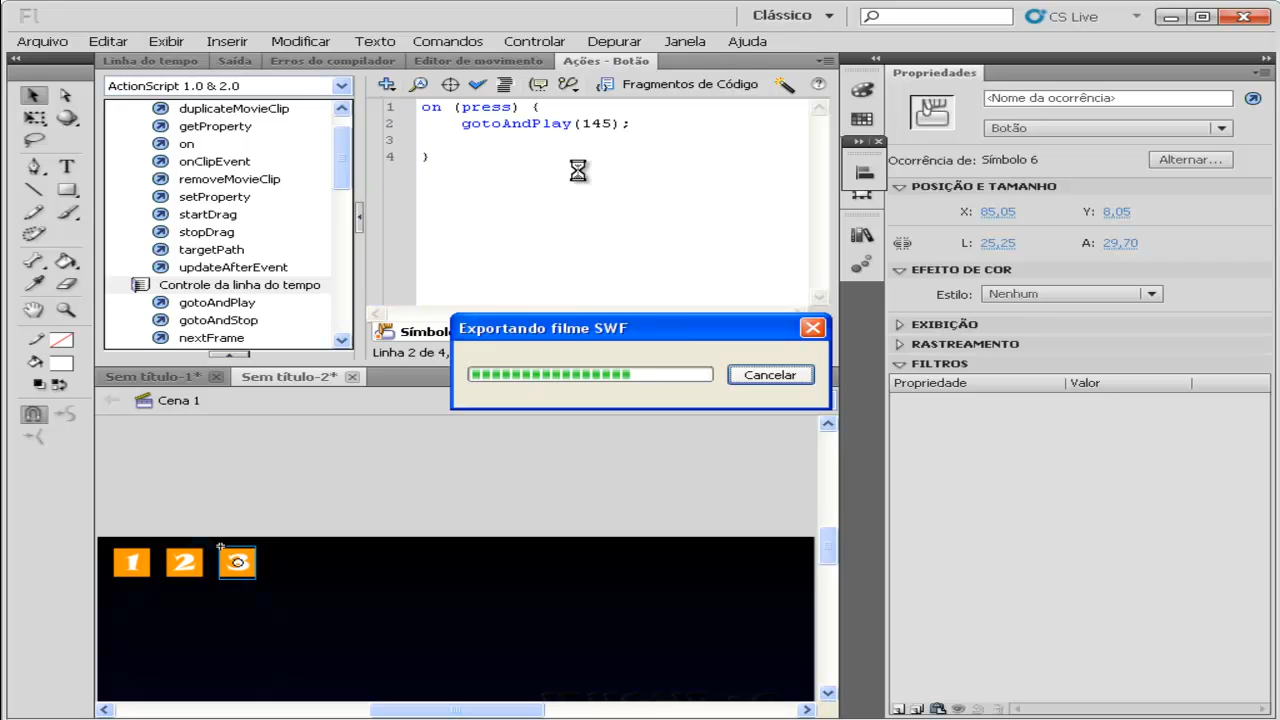 Fl
Clássico
CS Live
Arquivo Editar Exibir Inserir Modificar Texto Comandos Controlar Depurar Janela Ajuda
Linha do tempo Saída Erros do compilador Editor de movimento Ações - Botão
ActionScript 1.0 & 2.0
Fragmentos de Código
duplicateMovieClip
getProperty
on
onClipEvent
removeMovieClip
setProperty
startDrag
stopDrag
targetPath
updateAfterEvent
Controle da linha do tempo
gotoAndPlay
gotoAndStop
nextFrame
1 on (press) {
2 gotoAndPlay(145);
3
4 }
Símbolo
Linha 2 de 4,
Exportando filme SWF
Cancelar
Sem título-1* Sem título-2*
Cena 1
1 2 3
Propriedades
<Nome da ocorrência>
Botão
Ocorrência de: Símbolo 6 Alternar...
POSIÇÃO E TAMANHO
X: 85,05 Y: 8,05
L: 25,25 A: 29,70
EFEITO DE COR
Estilo: Nenhum
EXIBIÇÃO
RASTREAMENTO
FILTROS
Propriedade Valor